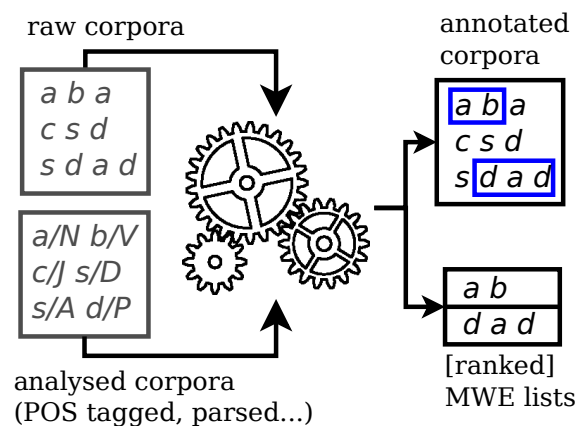 raw corpora
a b a
c s d
s d a d
a/N b/V
c/J s/D
s/A d/P
analysed corpora
(POS tagged, parsed...)
annotated
corpora
a b a
c s d
s d a d
a b
d a d
[ranked]
MWE lists